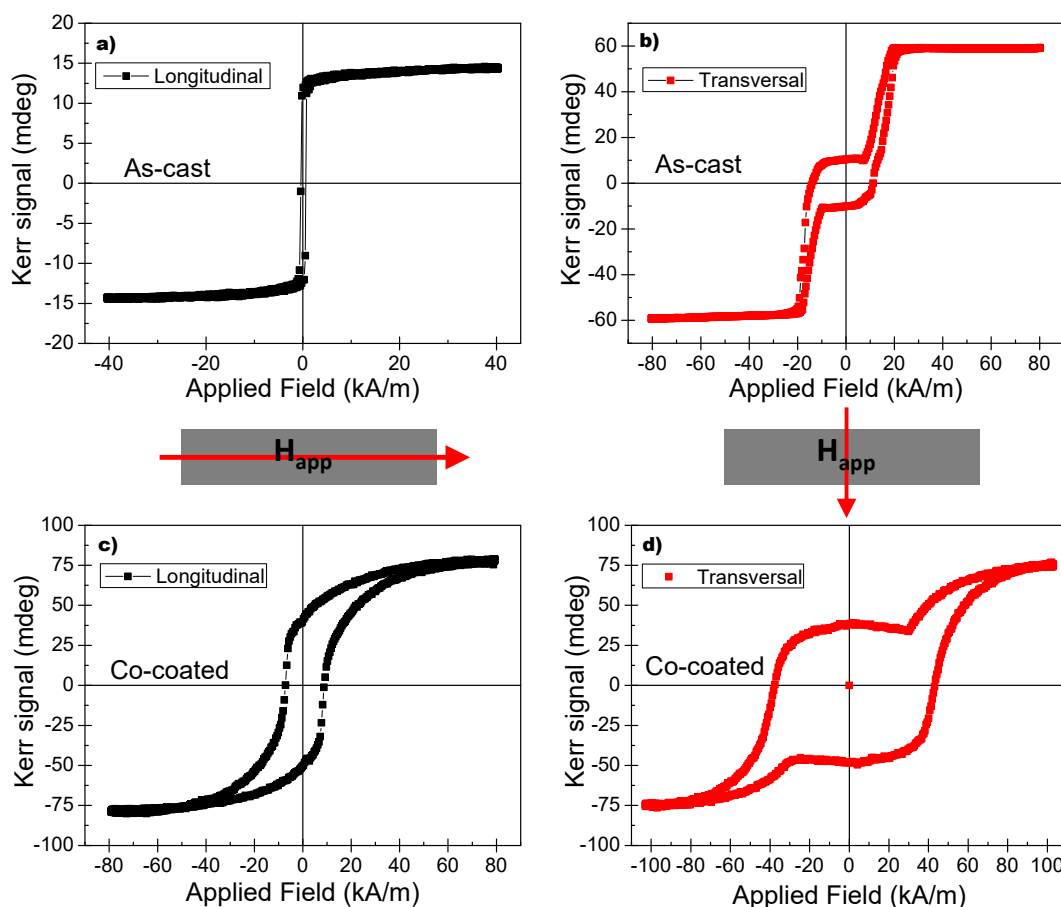 a)
Longitudinal
As-cast
Kerr signal (mdeg)
20
15
10
5
0
-5
-10
-15
-20
-40 -20 0 20 40
Applied Field (kA/m)
b)
Transversal
As-cast
Kerr signal (mdeg)
60
40
20
0
-20
-40
-60
-80 -60 -40 -20 0 20 40 60 80
Applied Field (kA/m)
Happ
Happ
c)
Longitudinal
Co-coated
Kerr signal (mdeg)
100
75
50
25
0
-25
-50
-75
-100
-80 -60 -40 -20 0 20 40 60 80
Applied Field (kA/m)
d)
Transversal
Co-coated
Kerr signal (mdeg)
100
75
50
25
0
-25
-50
-75
-100
-100 -80 -60 -40 -20 0 20 40 60 80 100
Applied Field (kA/m)